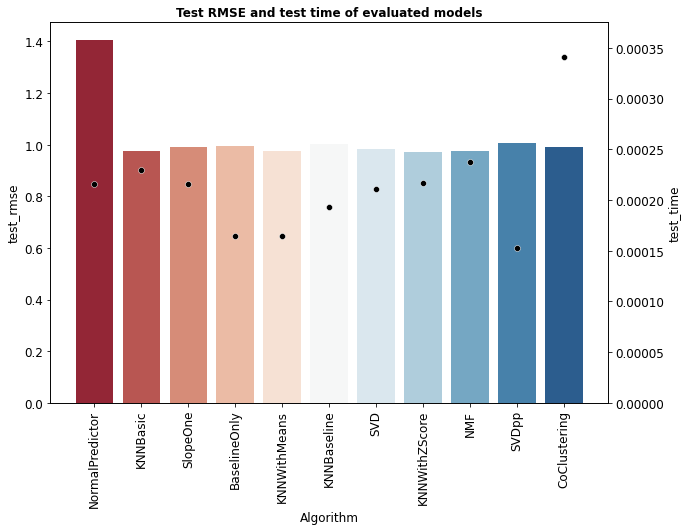 Test RMSE and test time of evaluated models
1.4
1.2
1.0
0.8
0.6
0.4
0.2
0.0
test_rmse
0.00035
0.00030
0.00025
0.00020
0.00015
0.00010
0.00005
0.00000
test_time
NormalPredictor
KNNBasic
SlopeOne
BaselineOnly
KNNWithMeans
KNNBaseline
SVD
KNNWithZScore
NMF
SVDpp
CoClustering
Algorithm